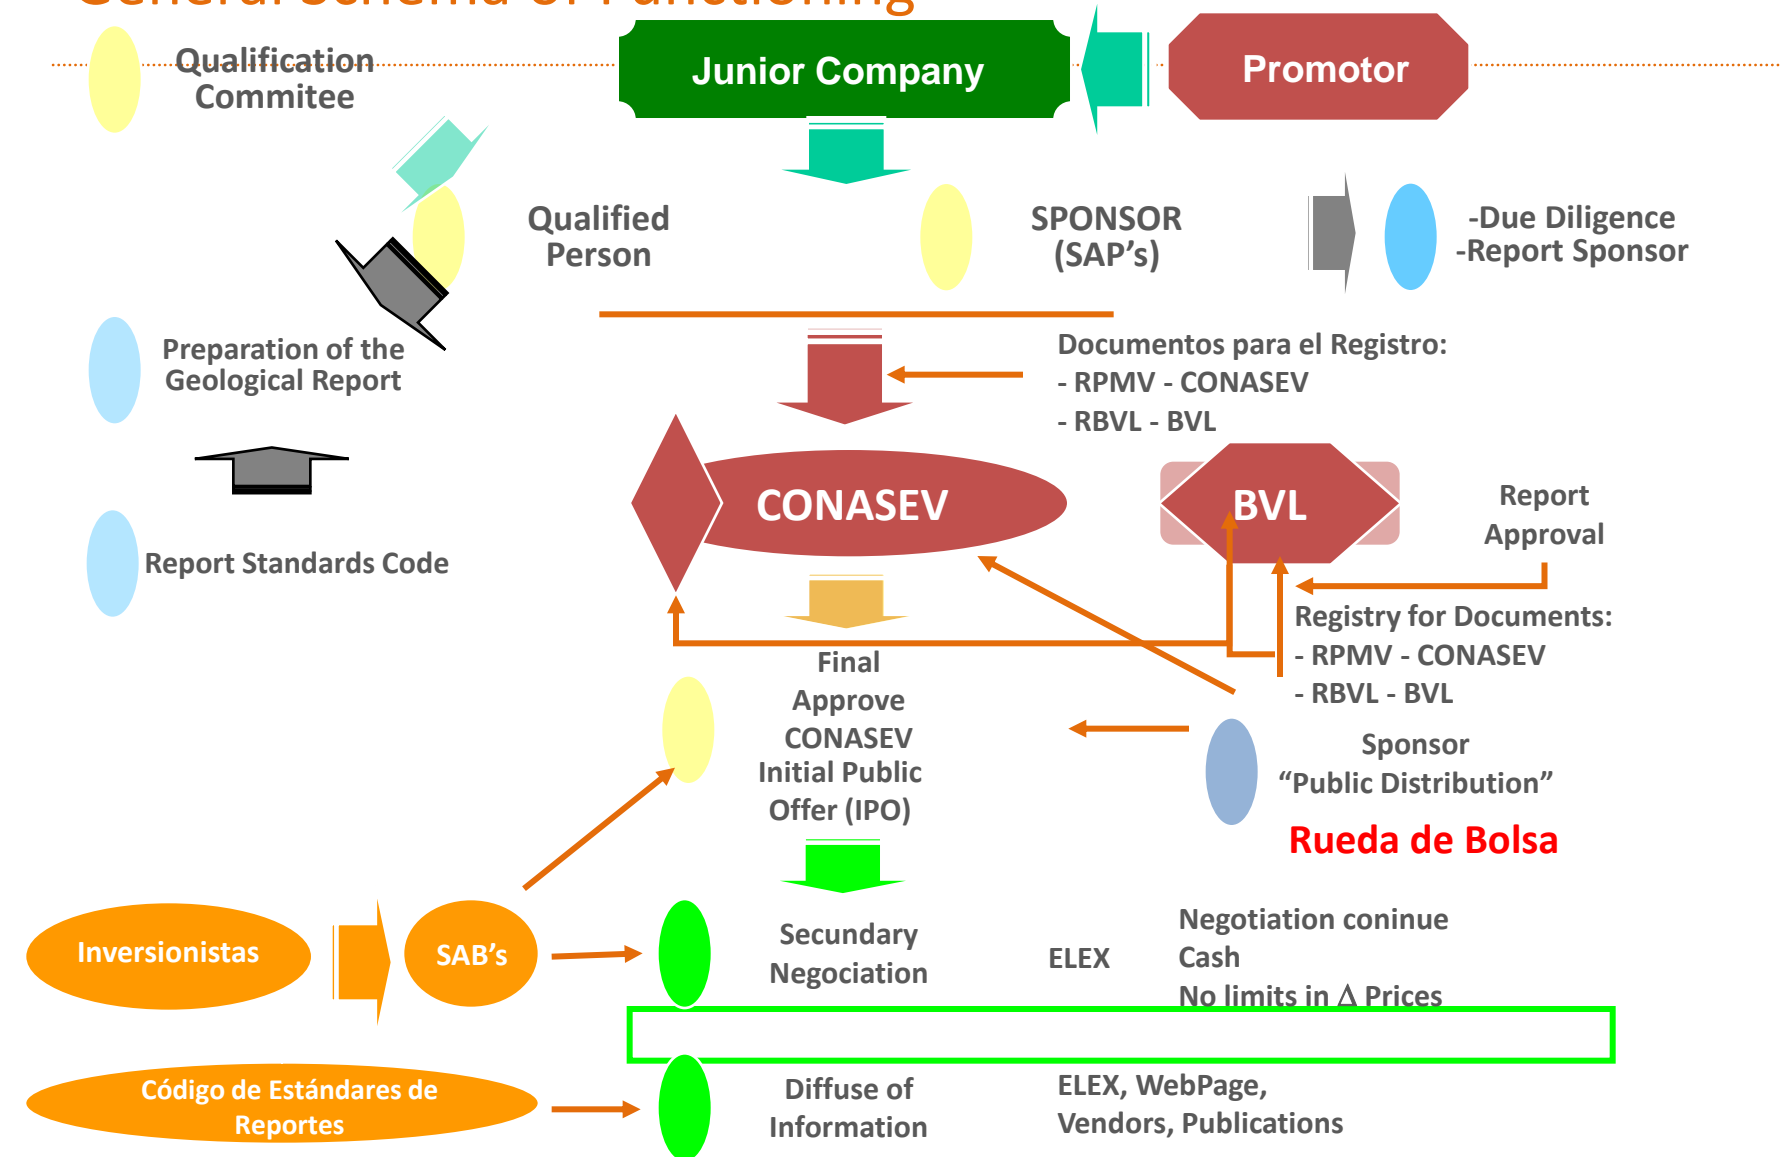 General Schema of Functioning
Qualification
Commitee
Junior Company
Promotor
Qualified
Person
SPONSOR
(SAP's)
-Due Diligence
-Report Sponsor
Preparation of the
Geological Report
Documentos para el Registro:
- RPMV - CONASEV
- RBVL - BVL
CONASEV
BVL
Report
Approval
Report Standards Code
Registry for Documents:
- RPMV - CONASEV
- RBVL - BVL
Final
Approve
CONASEV
Initial Public
Offer (IPO)
Sponsor
“Public Distribution”
Rueda de Bolsa
Inversionistas
SAB's
Secundary
Negociation
ELEX
Negotiation coninue
Cash
No limits in Δ Prices
Código de Estándares de
Reportes
Diffuse of
Information
ELEX, WebPage,
Vendors, Publications